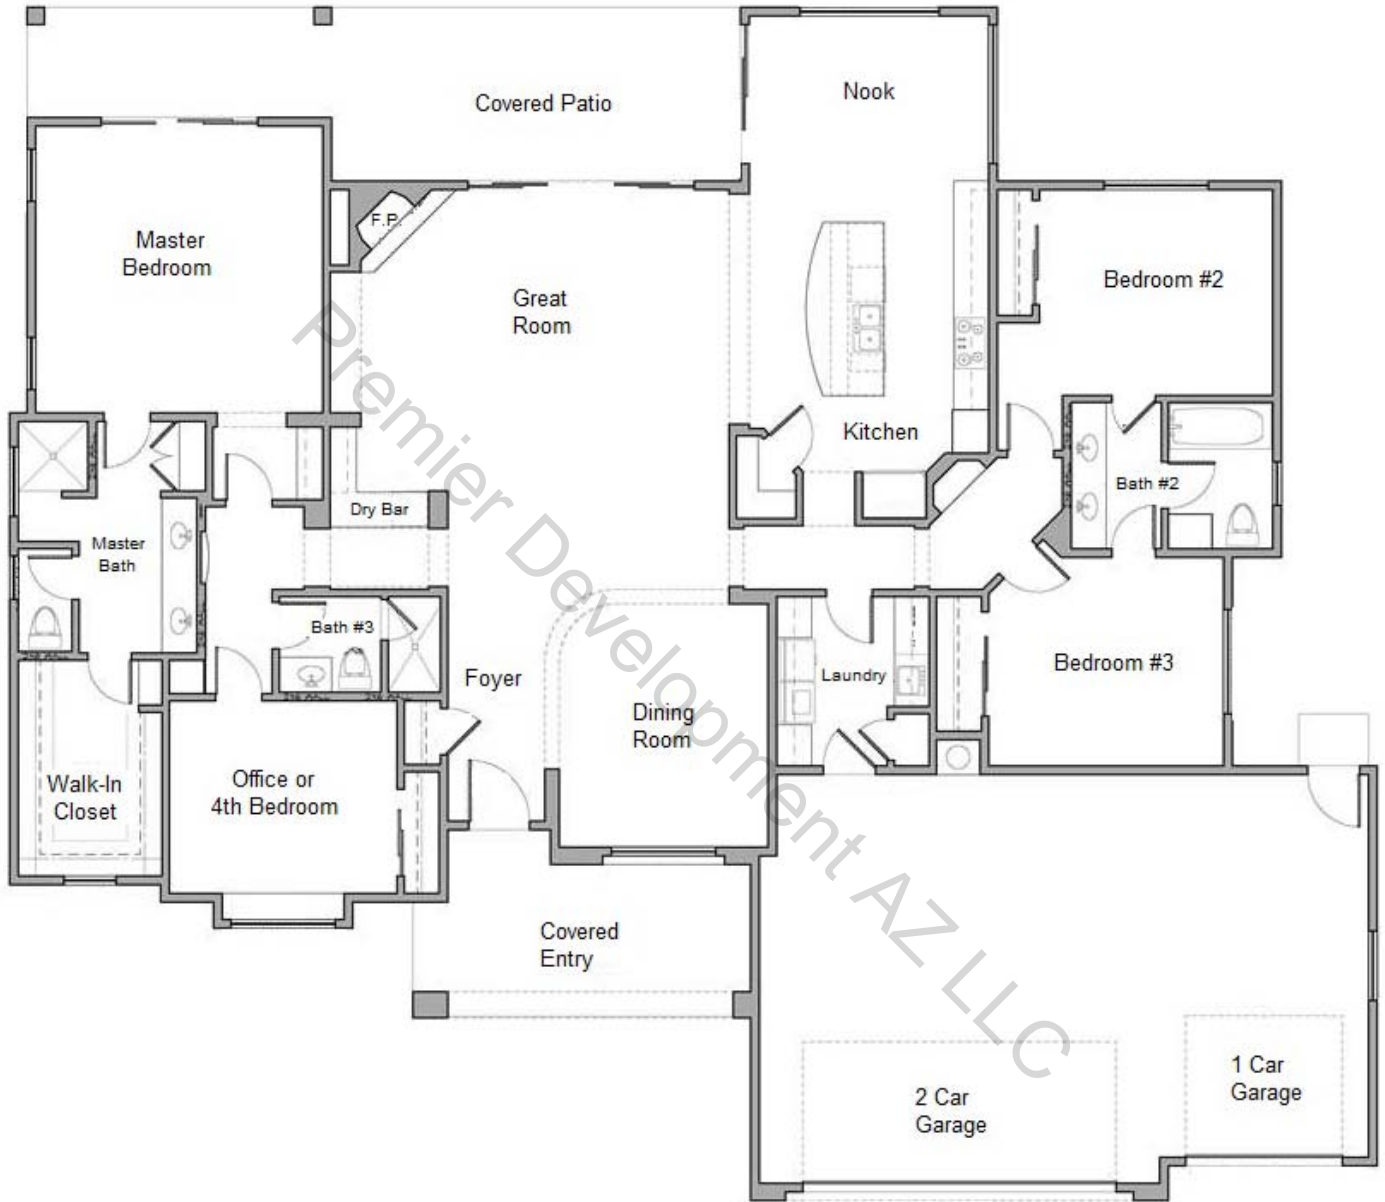 Covered Patio
Nook
F.P.
Master
Bedroom
Great
Room
Bedroom #2
Kitchen
Dry Bar
Bath #2
Master
Bath
Bath #3
Foyer
Laundry
Bedroom #3
Dining
Room
Walk-In
Closet
Office or
4th Bedroom
Covered
Entry
2 Car
Garage
1 Car
Garage
Premier Development AZ LLC